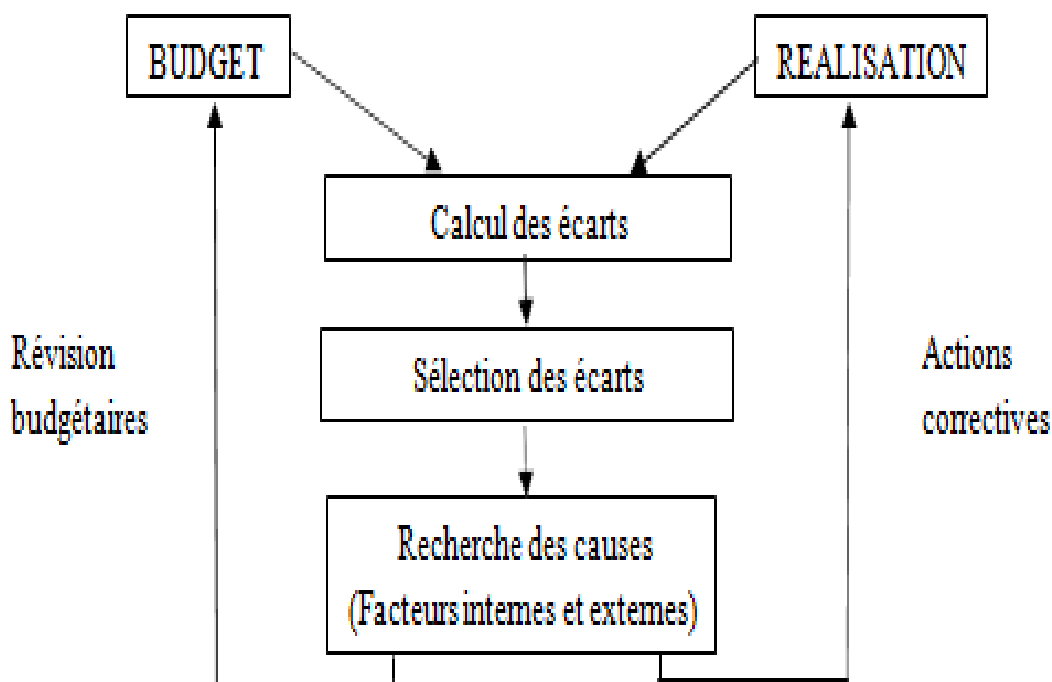 BUDGET
REALISATION
Calcul des écarts
Révision
budgétaires
Sélection des écarts
Actions
correctives
Recherche des causes
(Facteurs internes et externes)